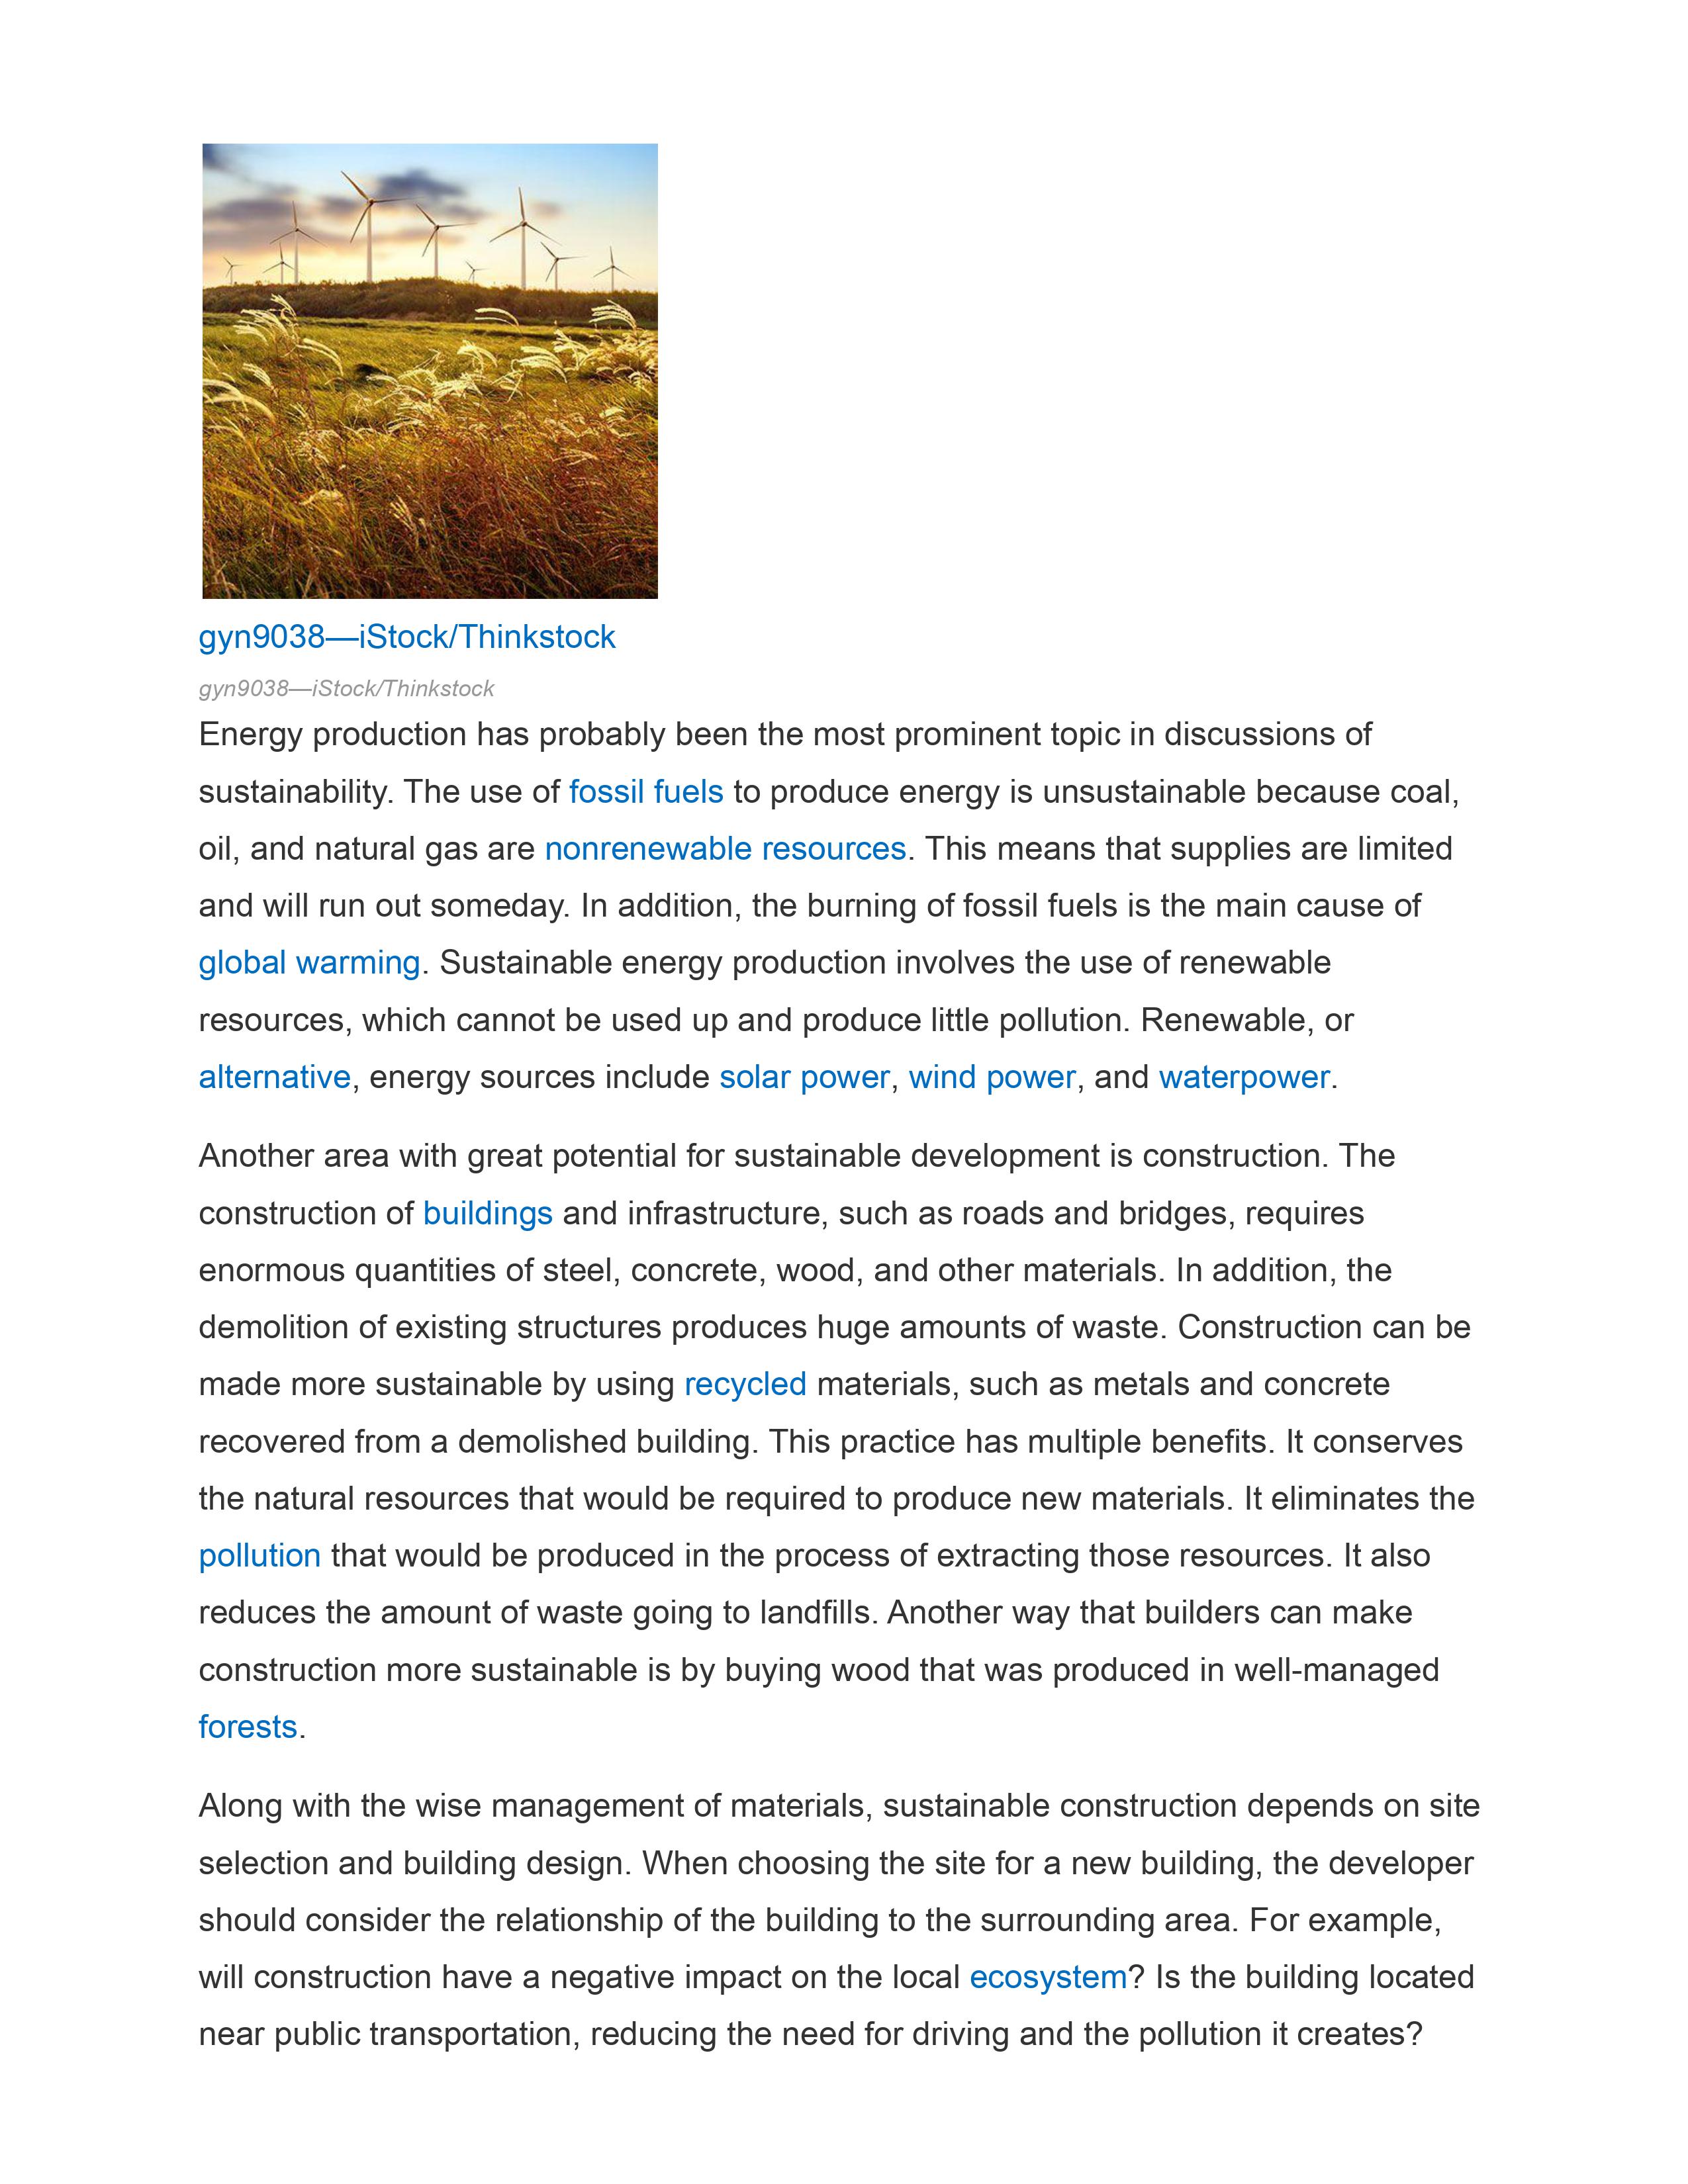 gyn9038—iStock/Thinkstock
gyn9038—iStock/Thinkstock
Energy production has probably been the most prominent topic in discussions of
sustainability. The use of fossil fuels to produce energy is unsustainable because coal,
oil, and natural gas are nonrenewable resources. This means that supplies are limited
and will run out someday. In addition, the burning of fossil fuels is the main cause of
global warming. Sustainable energy production involves the use of renewable
resources, which cannot be used up and produce little pollution. Renewable, or
alternative, energy sources include solar power, wind power, and waterpower.
Another area with great potential for sustainable development is construction. The
construction of buildings and infrastructure, such as roads and bridges, requires
enormous quantities of steel, concrete, wood, and other materials. In addition, the
demolition of existing structures produces huge amounts of waste. Construction can be
made more sustainable by using recycled materials, such as metals and concrete
recovered from a demolished building. This practice has multiple benefits. It conserves
the natural resources that would be required to produce new materials. It eliminates the
pollution that would be produced in the process of extracting those resources. It also
reduces the amount of waste going to landfills. Another way that builders can make
construction more sustainable is by buying wood that was produced in well-managed
forests.
Along with the wise management of materials, sustainable construction depends on site
selection and building design. When choosing the site for a new building, the developer
should consider the relationship of the building to the surrounding area. For example,
will construction have a negative impact on the local ecosystem? Is the building located
near public transportation, reducing the need for driving and the pollution it creates?